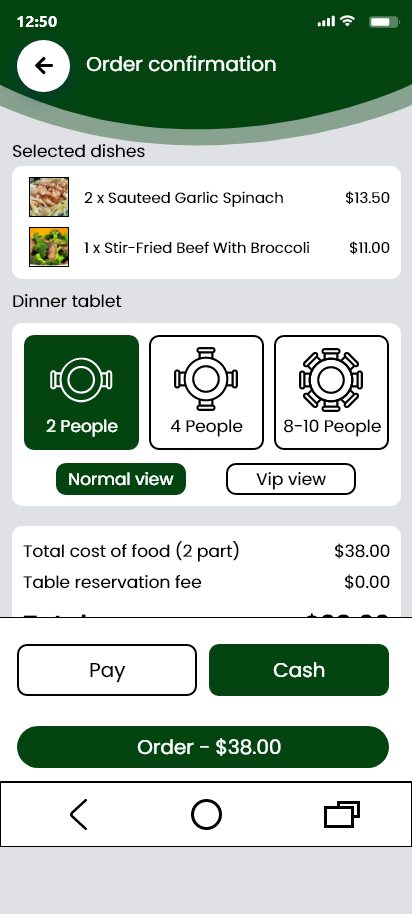 12:50
Order confirmation
Selected dishes
2 x Sauteed Garlic Spinach $13.50
1 x Stir-Fried Beef With Broccoli $11.00
Dinner tablet
2 People 4 People 8-10 People
Normal view Vip view
Total cost of food (2 part) $38.00
Table reservation fee $0.00
Pay Cash
Order - $38.00